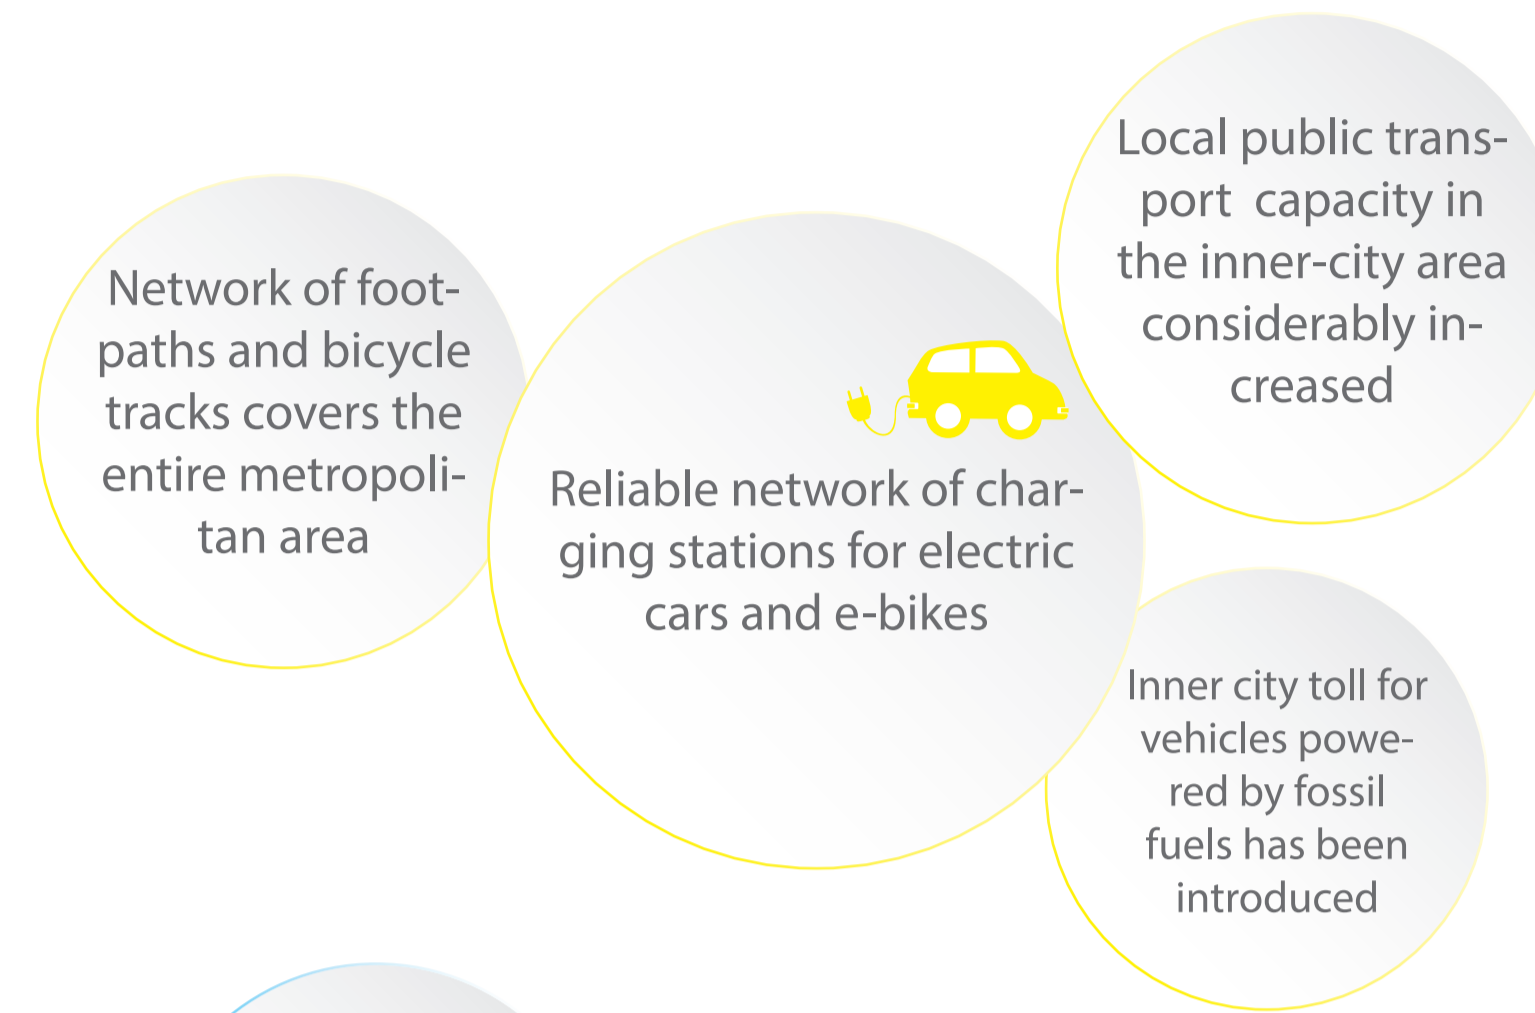 Network of foot-
paths and bicycle
tracks covers the
entire metropoli-
tan area
Reliable network of char-
ging stations for electric
cars and e-bikes
Local public trans-
port  capacity in
the inner-city area
considerably in-
creased
Inner city toll for
vehicles powe-
red by fossil
fuels has been
introduced